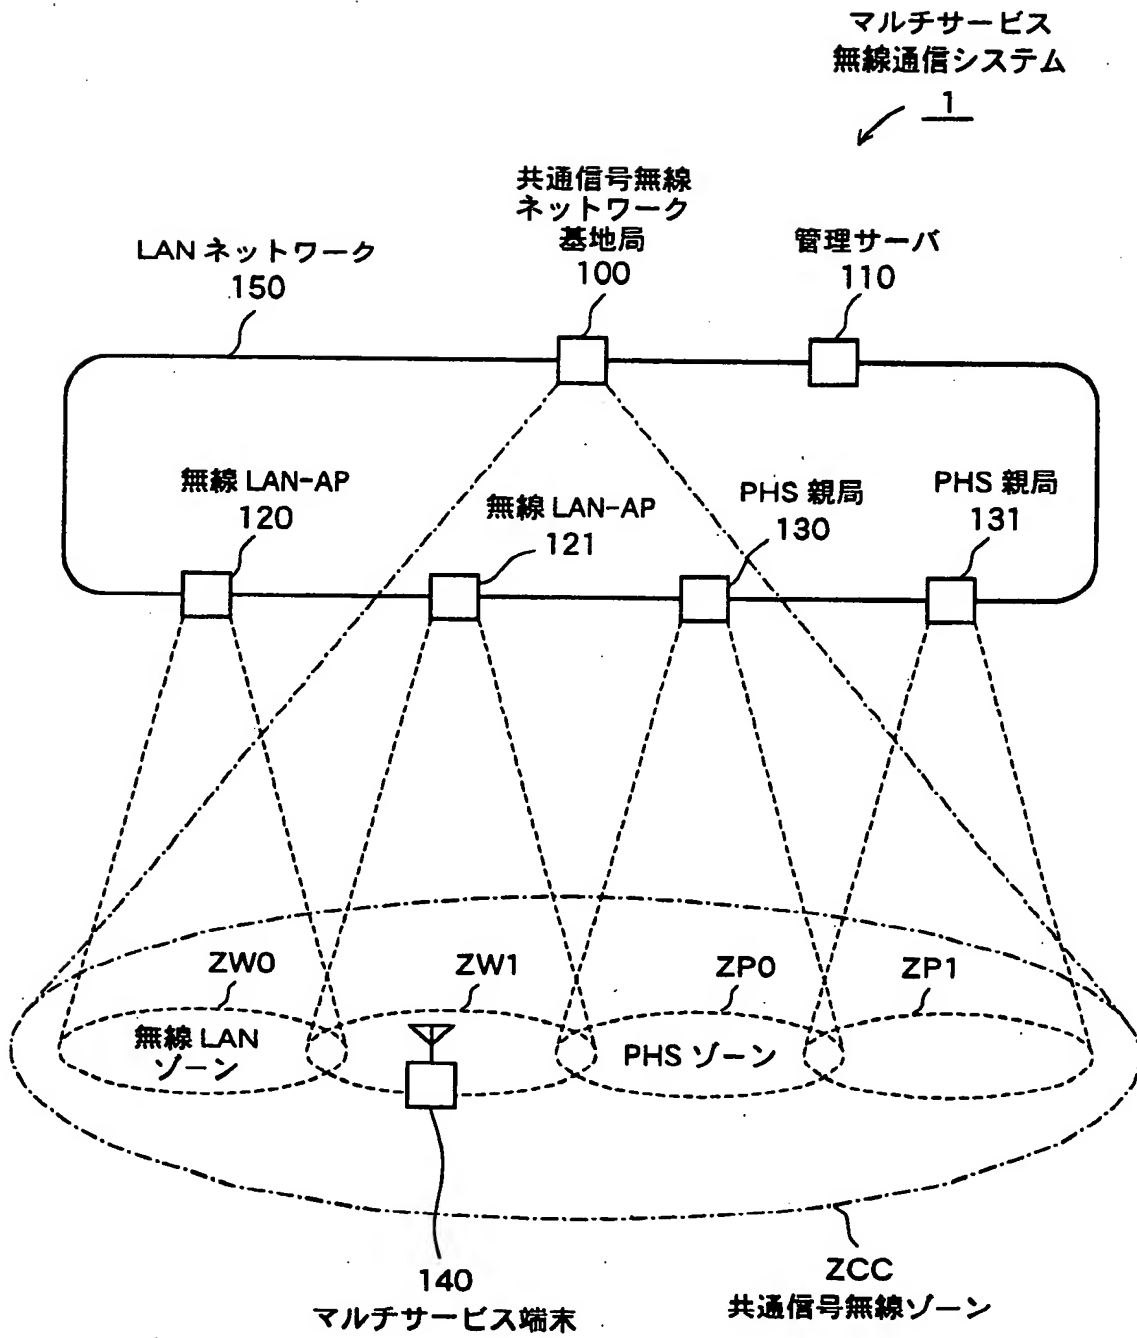 マルチサービス
無線通信システム
1
共通信号無線
ネットワーク
基地局
100
管理サーバ
110
LAN ネットワーク
150
無線 LAN-AP
120
無線 LAN-AP
121
PHS 親局
130
PHS 親局
131
ZW0
ZW1
ZP0
ZP1
無線 LAN
ゾーン
PHS ゾーン
140
マルチサービス端末
ZCC
共通信号無線ゾーン